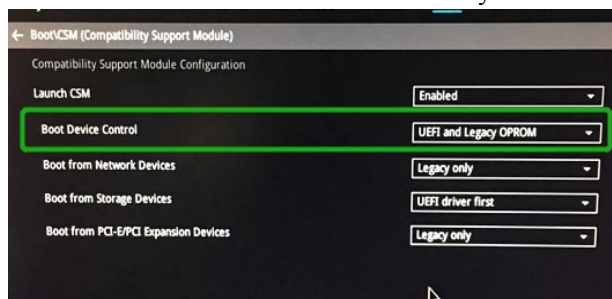 Boot\CSM (Compatibility Support Module)
Compatibility Support Module Configuration
Launch CSM Enabled
Boot Device Control UEFI and Legacy OPROM
Boot from Network Devices Legacy only
Boot from Storage Devices UEFI driver first
Boot from PCI-E/PCI Expansion Devices Legacy only